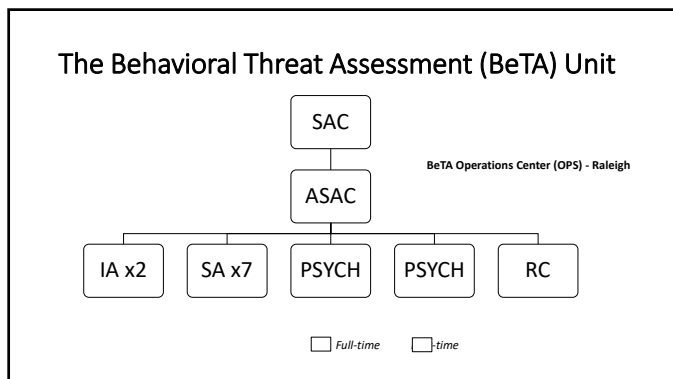 The Behavioral Threat Assessment (BeTA) Unit
SAC
BeTA Operations Center (OPS) - Raleigh
ASAC
IA x2
SA x7
PSYCH
PSYCH
RC
Full-time
-time